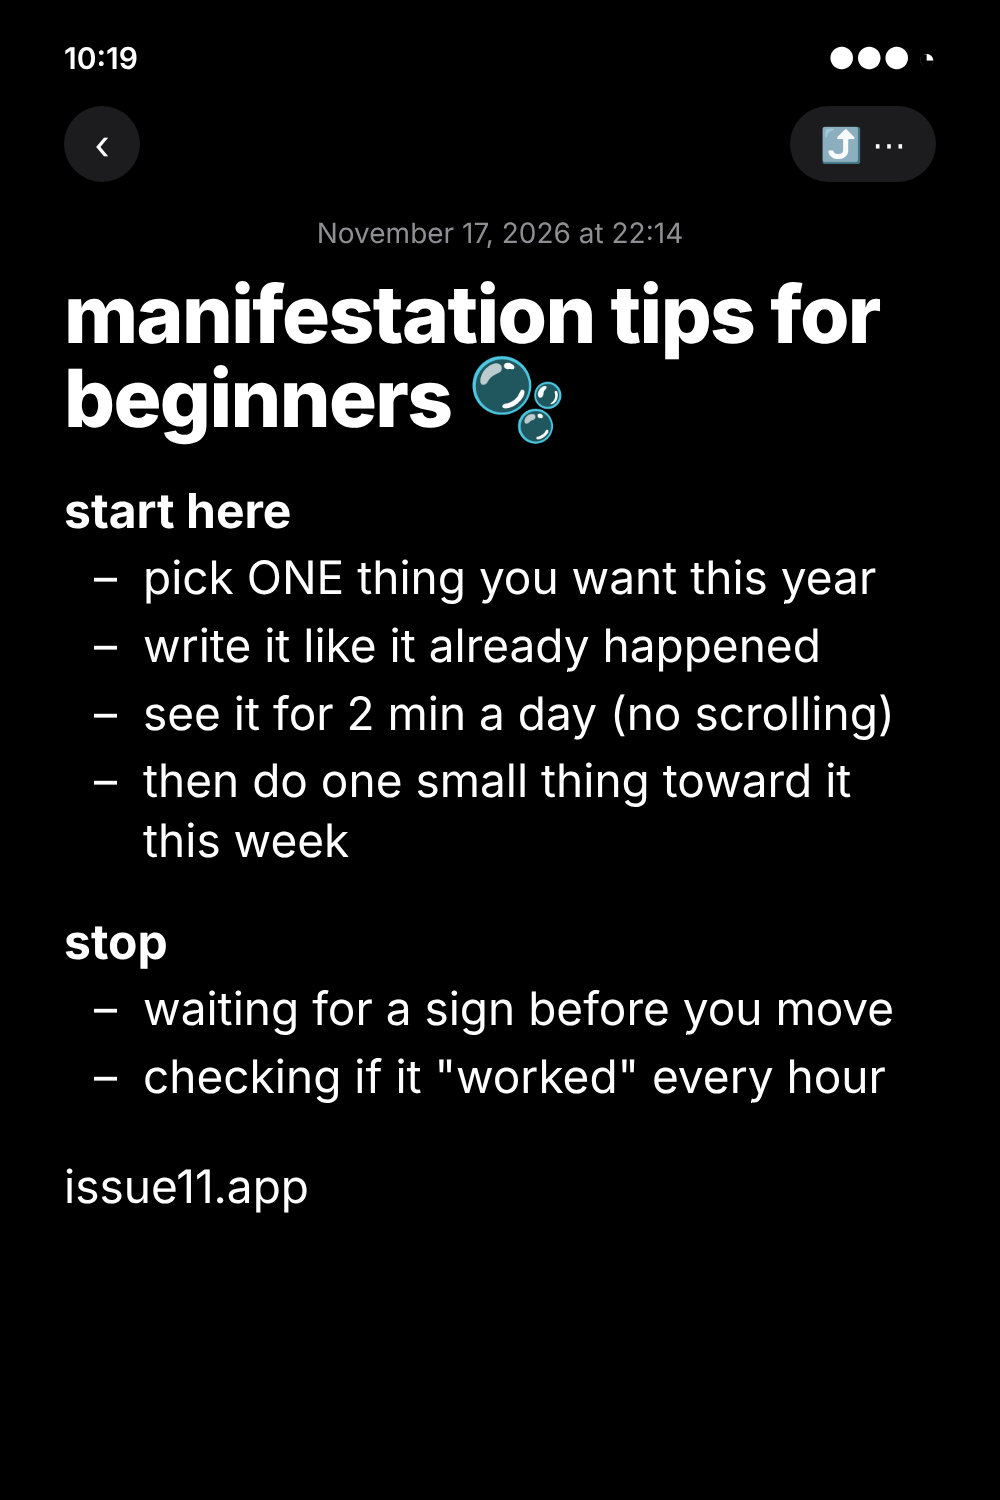 10:19
November 17, 2026 at 22:14
manifestation tips for
beginners 🫧
start here
– pick ONE thing you want this year
– write it like it already happened
– see it for 2 min a day (no scrolling)
– then do one small thing toward it
this week
stop
– waiting for a sign before you move
– checking if it "worked" every hour
issue11.app